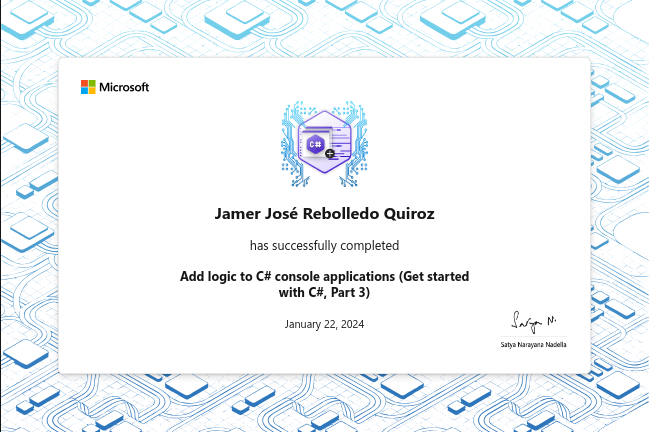 Microsoft
C#
Jamer José Rebolledo Quiroz
has successfully completed
Add logic to C# console applications (Get started
with C#, Part 3)
January 22, 2024
Satya N.
Satya Narayana Nadella